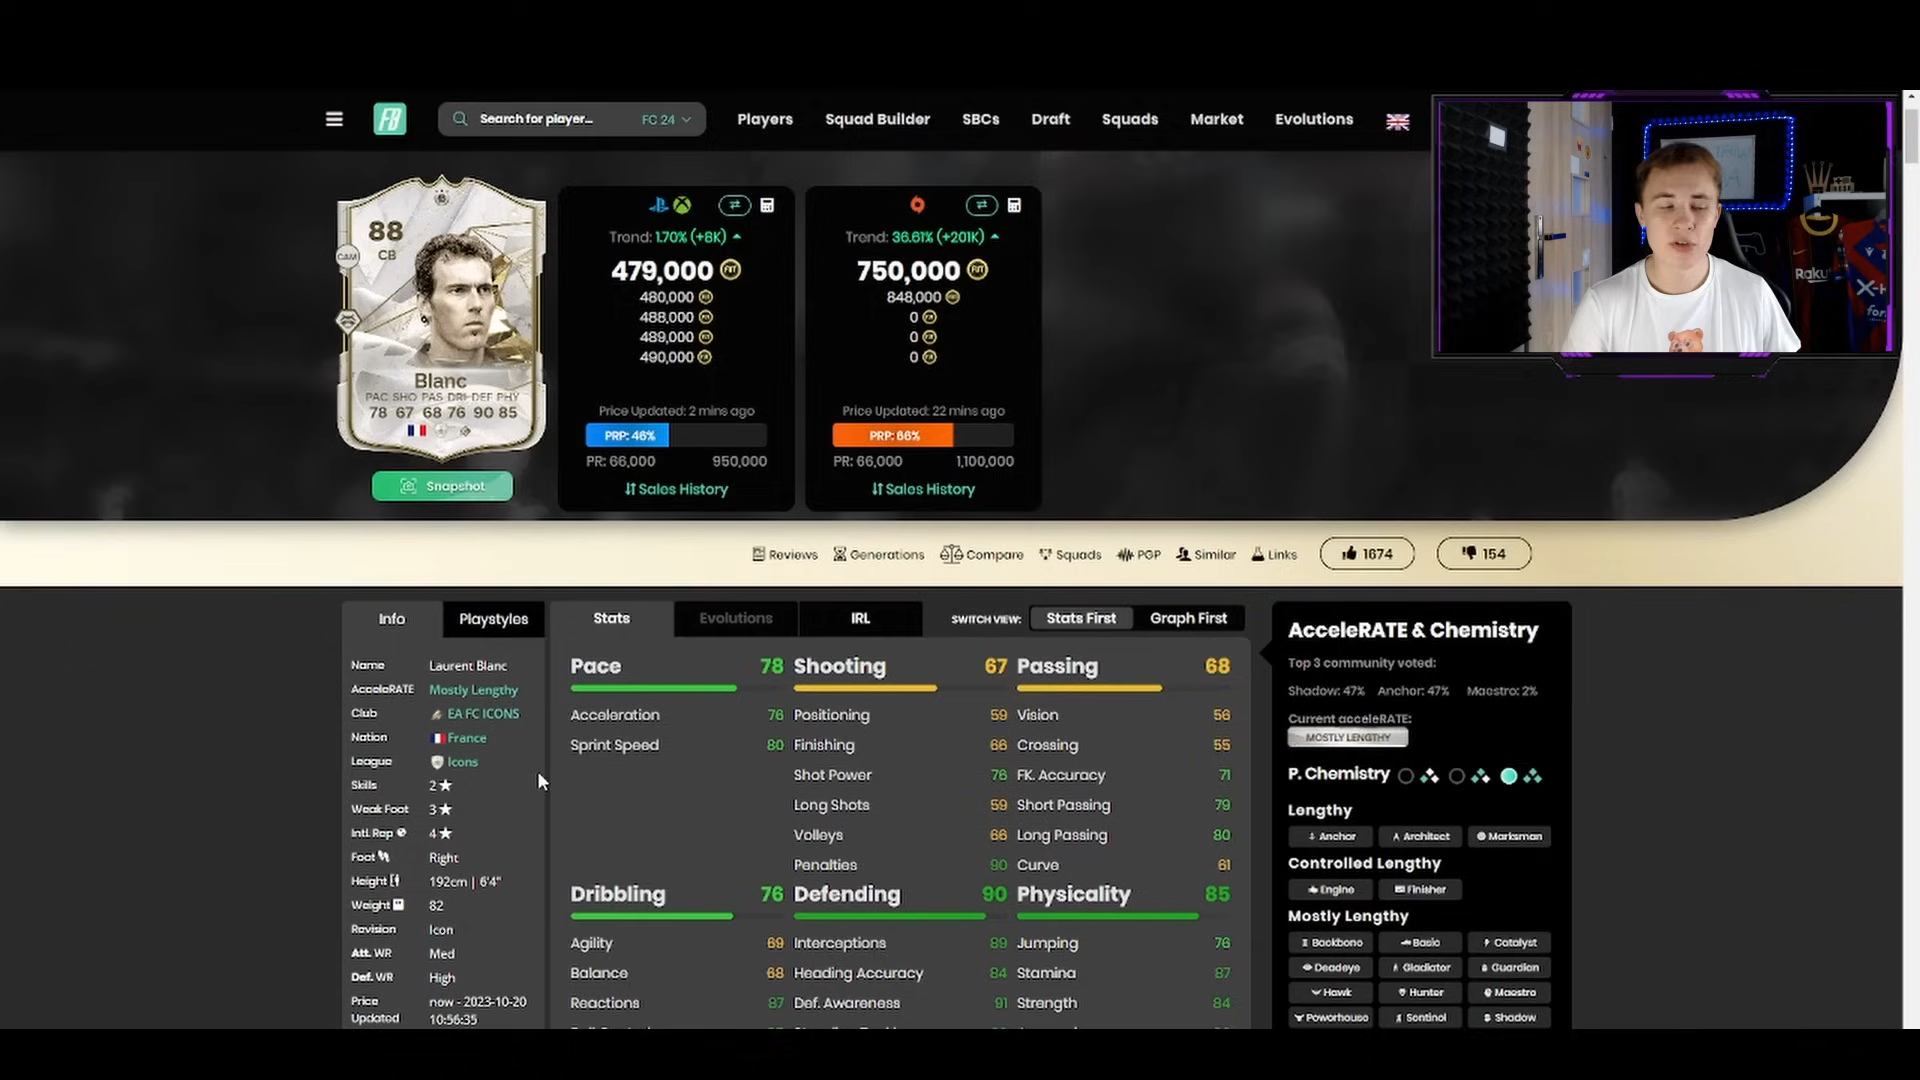 FB
Search for player...
FC 24
Players
Squad Builder
SBCs
Draft
Squads
Market
Evolutions
88
CB
CAM
Blanc
PAC SHO PAS DRI DEF PHY
78 67 68 76 90 85
Snapshot
Trend: 1.70% (+8K)
479,000
480,000
488,000
489,000
490,000
Price Updated: 2 mins ago
PRP: 46%
PR: 66,000 950,000
Sales History
Trend: 36.61% (+201K)
750,000
848,000
0
0
0
Price Updated: 22 mins ago
PRP: 66%
PR: 66,000 1,100,000
Sales History
Raku
X-K
for
Reviews Generations Compare Squads PGP Similar Links 1674 154
Info Playstyles
Name Laurent Blanc
AcceleRATE Mostly Lengthy
Club EA FC ICONS
Nation France
League Icons
Skills 2
Weak Foot 3
Intl. Rep 4
Foot Right
Height 192cm | 6'4"
Weight 82
Revision Icon
Att. WR Med
Def. WR High
Price Updated now - 2023-10-20 10:56:35
Stats Evolutions IRL SWITCH VIEW: Stats First Graph First
Pace 78
Acceleration 76
Sprint Speed 80
Shooting 67
Positioning 59
Finishing 66
Shot Power 76
Long Shots 59
Volleys 66
Penalties 90
Passing 68
Vision 56
Crossing 55
FK. Accuracy 71
Short Passing 79
Long Passing 80
Curve 61
Dribbling 76
Agility 69
Balance 68
Reactions 87
Defending 90
Interceptions 89
Heading Accuracy 84
Def. Awareness 91
Physicality 85
Jumping 76
Stamina 87
Strength 84
AcceleRATE & Chemistry
Top 3 community voted:
Shadow: 47% Anchor: 47% Maestro: 2%
Current acceleRATE:
MOSTLY LENGTHY
P. Chemistry
Lengthy
Anchor Architect Marksman
Controlled Lengthy
Engine Finisher
Mostly Lengthy
Backbone Basic Catalyst
Deadeye Gladiator Guardian
Hawk Hunter Maestro
Powerhouse Sentinel Shadow